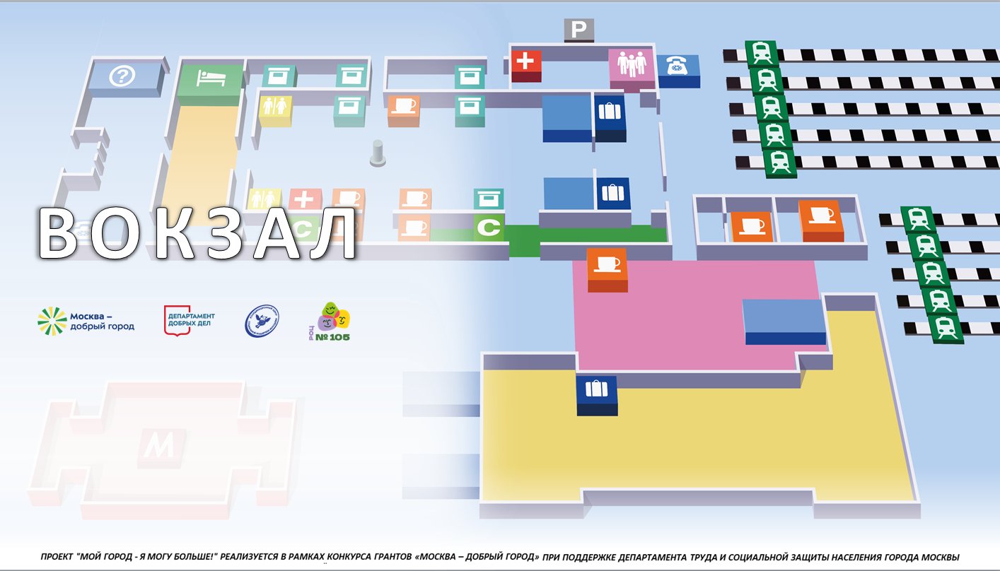 P
?
C
C
ВОКЗАЛ
Москва –
добрый город
ДЕПАРТАМЕНТ
ДОБРЫХ ДЕЛ
РОЦ
№105
М
ПРОЕКТ "МОЙ ГОРОД - Я МОГУ БОЛЬШЕ!" РЕАЛИЗУЕТСЯ В РАМКАХ КОНКУРСА ГРАНТОВ «МОСКВА – ДОБРЫЙ ГОРОД» ПРИ ПОДДЕРЖКЕ ДЕПАРТАМЕНТА ТРУДА И СОЦИАЛЬНОЙ ЗАЩИТЫ НАСЕЛЕНИЯ ГОРОДА МОСКВЫ